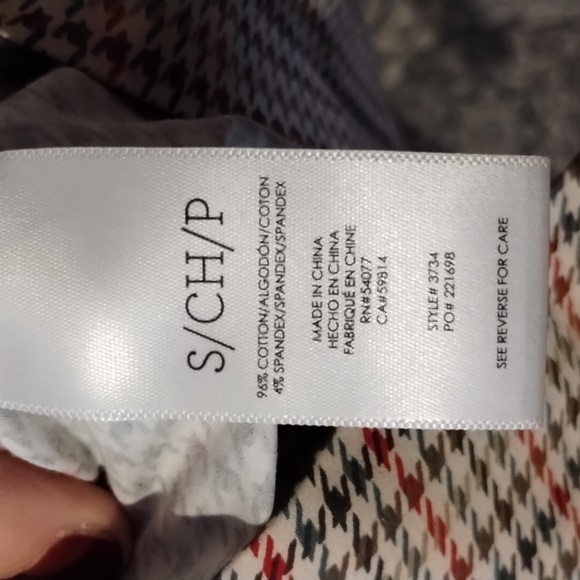 S/CH/P
96% COTTON/ALGODON/COTON
4% SPANDEX/SPANDEX/SPANDEX
MADE IN CHINA
HECHO EN CHINA
FABRIQUÉ EN CHINE
RN#54077
CA#59814
STYLE# 3734
PO# 221698
SEE REVERSE FOR CARE